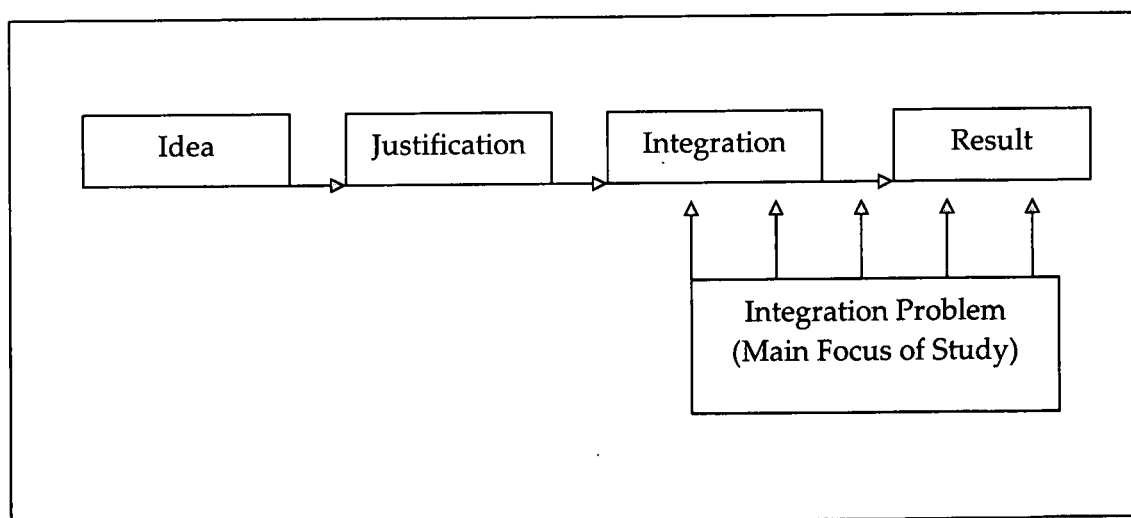 Idea
Justification
Integration
Result
Integration Problem
(Main Focus of Study)